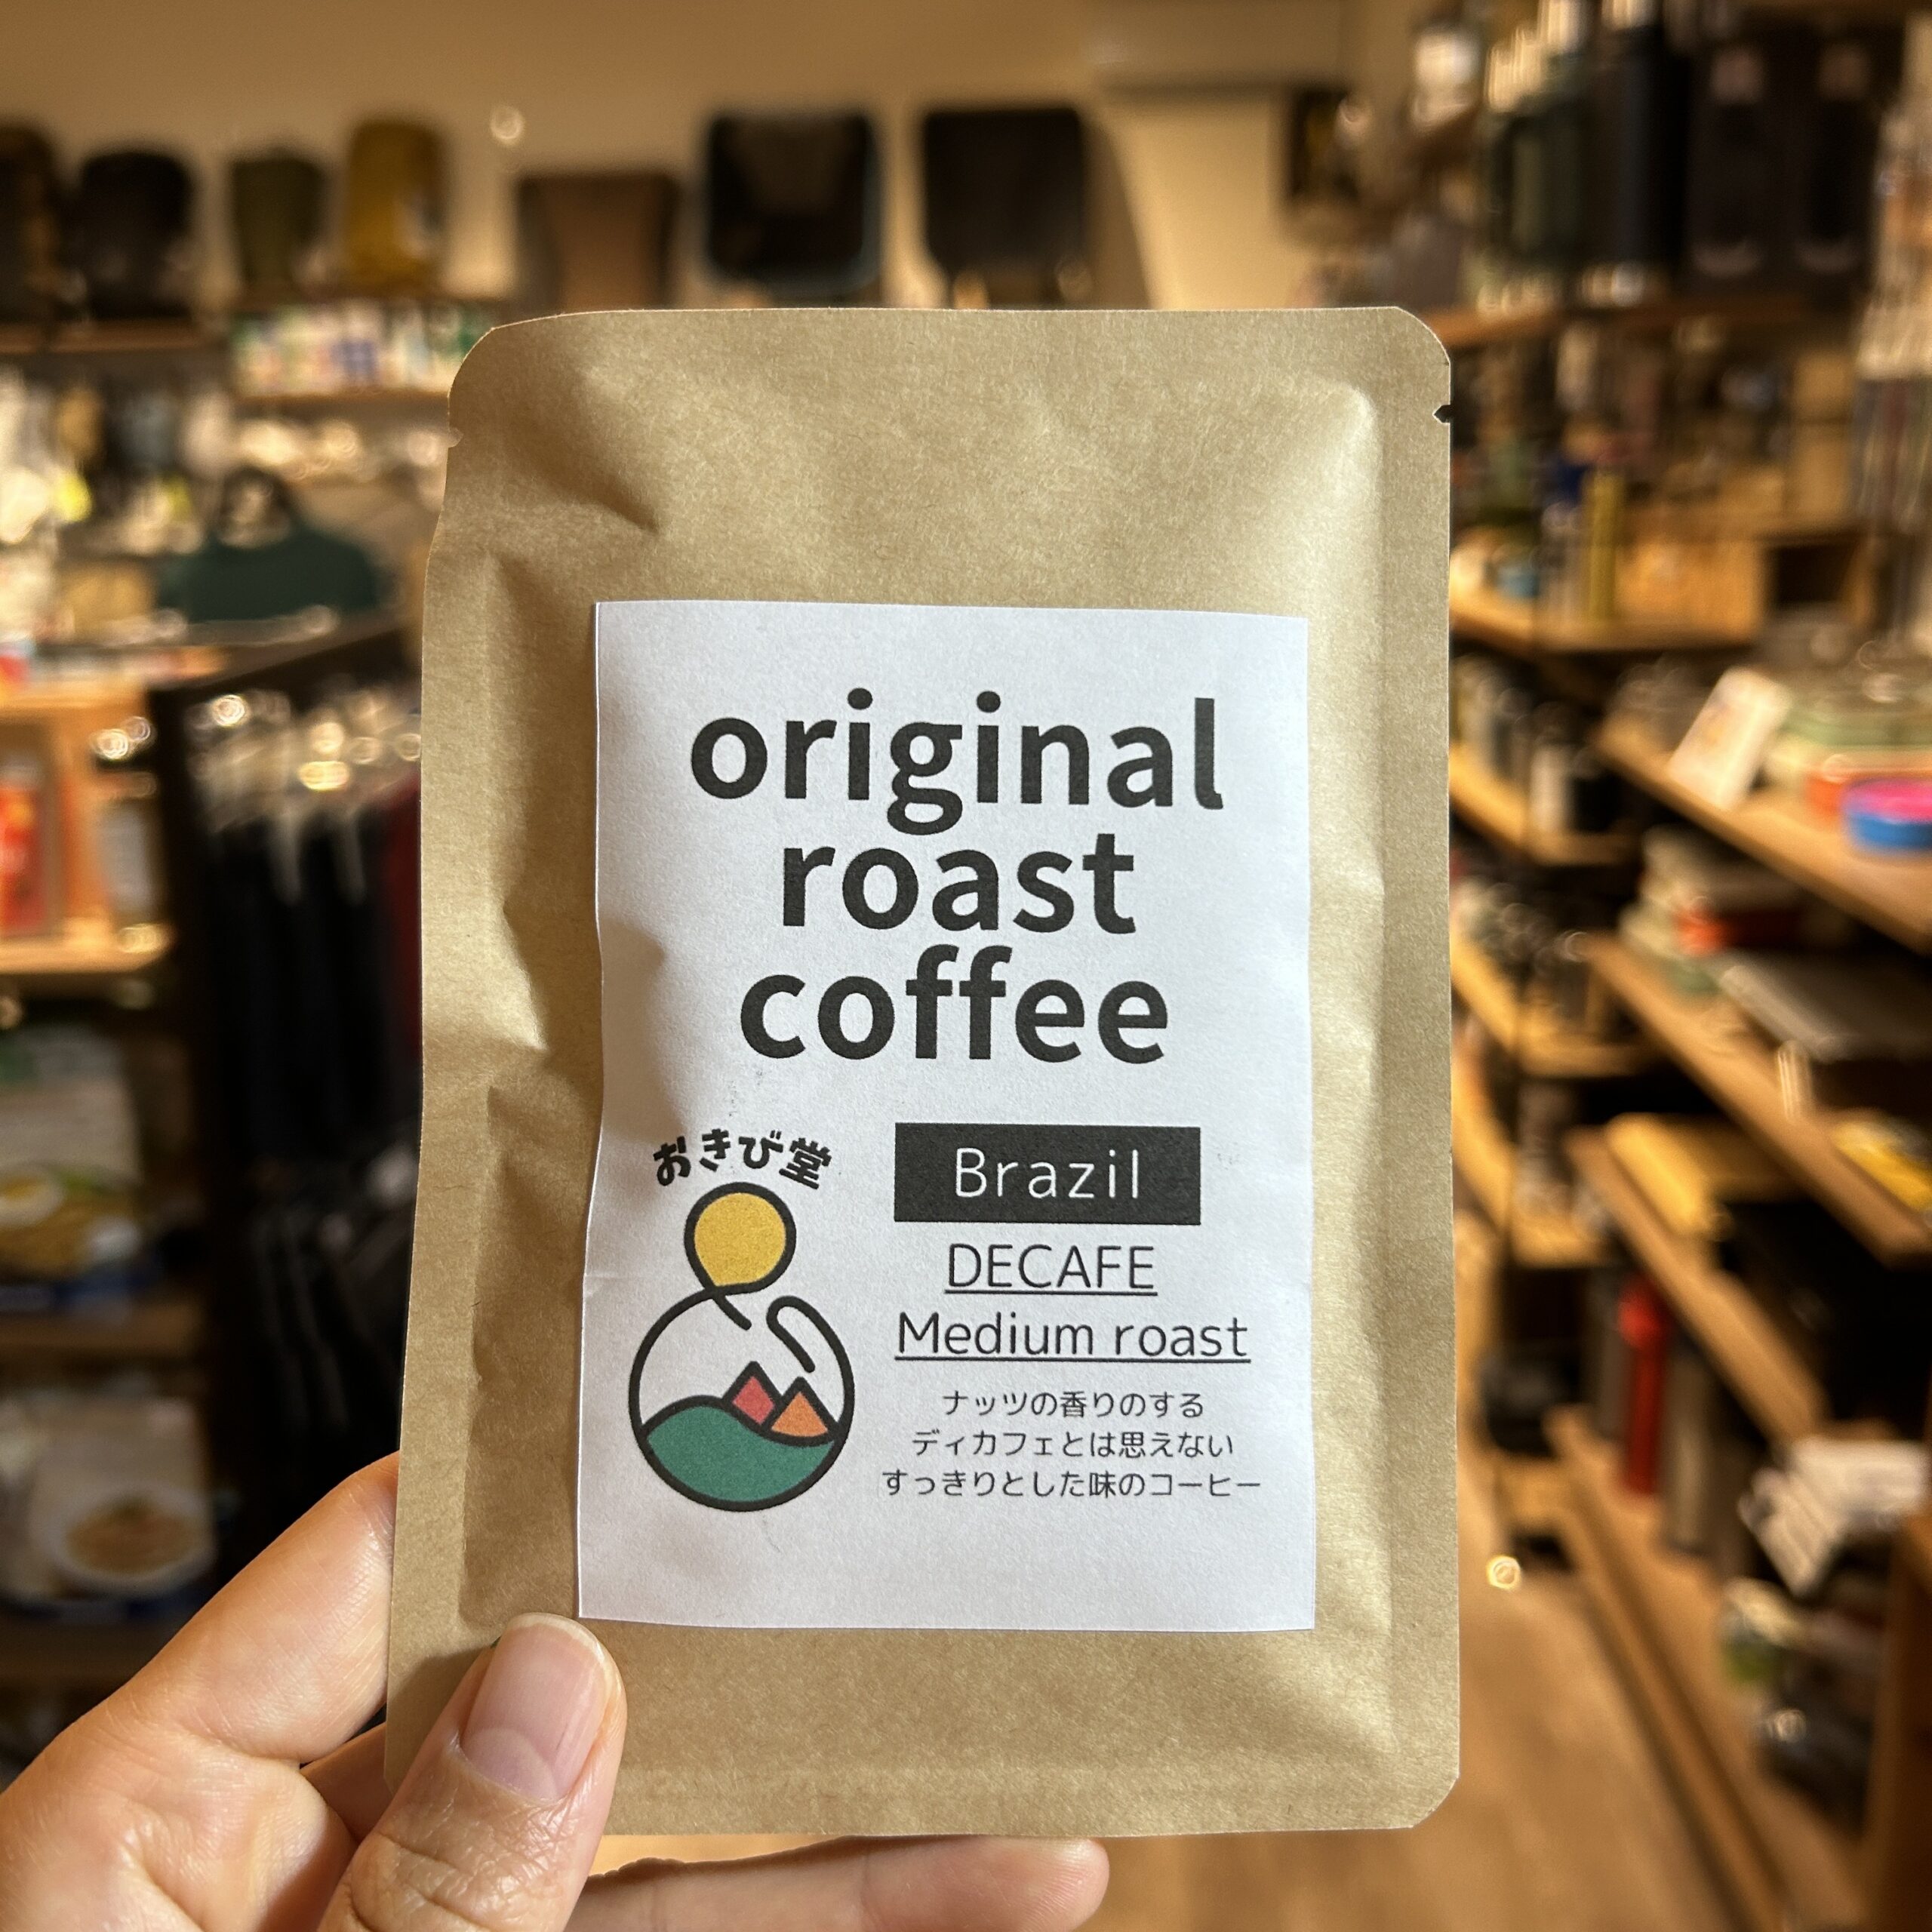 original
roast
coffee
おきび堂
Brazil
DECAFE
Medium roast
ナッツの香りのする
ディカフェとは思えない
すっきりとした味のコーヒー